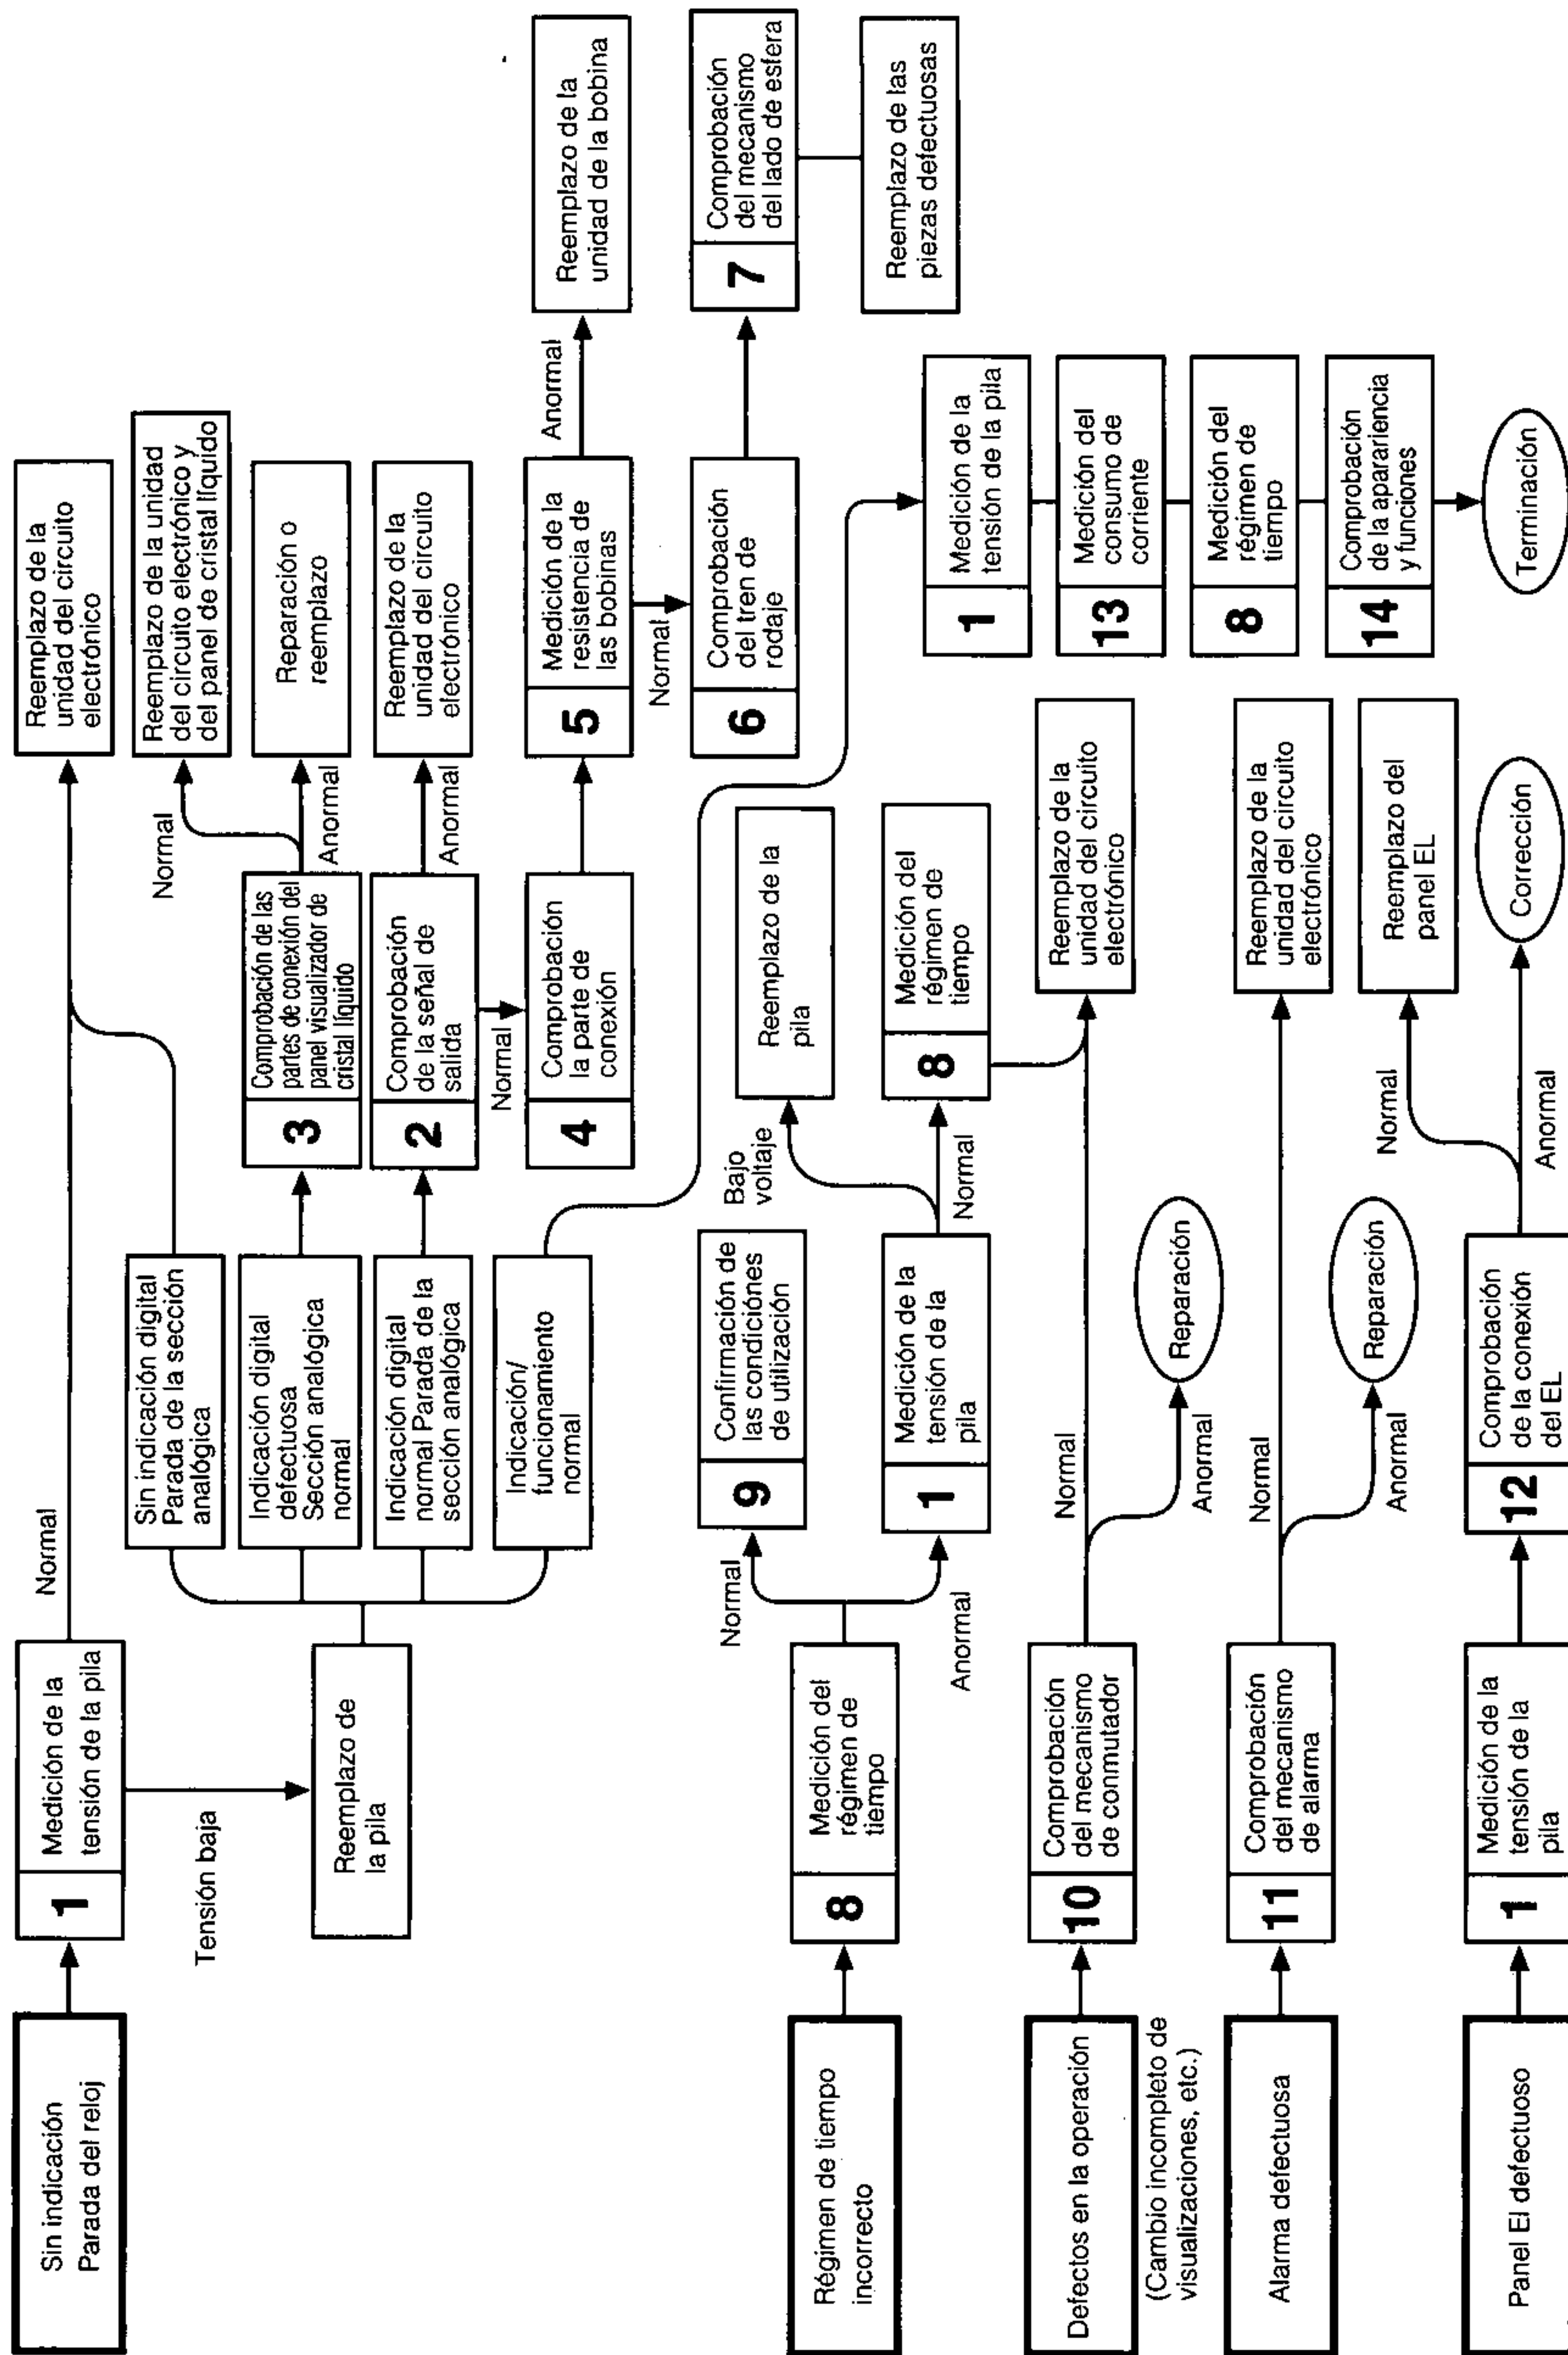 Sin indicación
Parada del reloj
1
Medición de la
tensión de la pila
Normal
Reemplazo de la
unidad del circuito
electrónico
Tensión baja
Reemplazo de
la pila
Sin indicación digital
Parada de la sección
analógica
Indicación digital
defectuosa
Sección analógica
normal
3
Comprobación de las
partes de conexión del
panel visualizador de
cristal líquido
Normal
Reemplazo de la unidad
del circuito electrónico y
del panel de cristal líquido
Anormal
Reparación o
reemplazo
Indicación digital
normal Parada de la
sección analógica
2
Comprobación
de la señal de
salida
Anormal
Reemplazo de la
unidad del circuito
electrónico
Normal
4
Comprobación
la parte de
conexión
5
Medición de la
resistencia de
las bobinas
Anormal
Reemplazo de la
unidad de la bobina
Normal
6
Comprobación
del tren de
rodaje
7
Comprobación
del mecanismo
del lado de esfera
Reemplazo de las
piezas defectuosas
Indicación/
funcionamiento
normal
1
Medición de la
tensión de la pila
13
Medición del
consumo de
corriente
8
Medición del
régimen de
tiempo
14
Comprobación
de la aparariencia
y funciones
Terminación
Régimen de tiempo
incorrecto
8
Medición del
régimen de
tiempo
Normal
9
Confirmación de
las condiciónes
de utilización
Anormal
1
Medición de la
tensión de la
pila
Bajo
voltaje
Reemplazo de la
pila
Normal
8
Medición del
régimen de
tiempo
Defectos en la operación
(Cambio incompleto de
visualizaciones, etc.)
10
Comprobación
del mecanismo
de conmutador
Normal
Reemplazo de la
unidad del circuito
electrónico
Anormal
Reparación
Alarma defectuosa
11
Comprobación
del mecanismo
de alarma
Normal
Reemplazo de la
unidad del circuito
electrónico
Anormal
Reparación
Panel El defectuoso
1
Medición de la
tensión de la
pila
12
Comprobación
de la conexión
del EL
Normal
Reemplazo del
panel EL
Anormal
Corrección